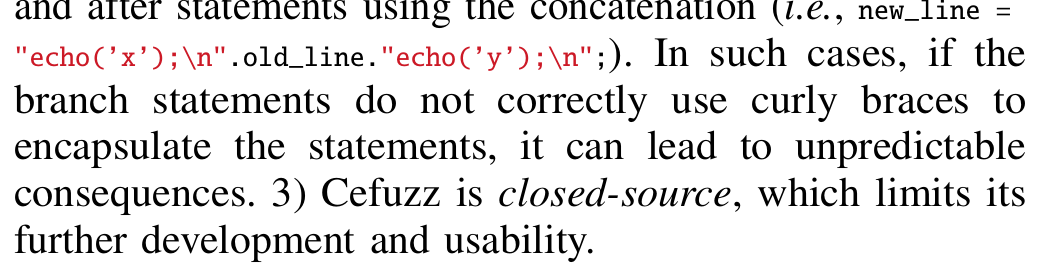 and after statements using the concatenation (i.e., new_line =
"echo('x');\n".old_line."echo('y');\n";). In such cases, if the
branch statements do not correctly use curly braces to
encapsulate the statements, it can lead to unpredictable
consequences. 3) Cefuzz is closed-source, which limits its
further development and usability.